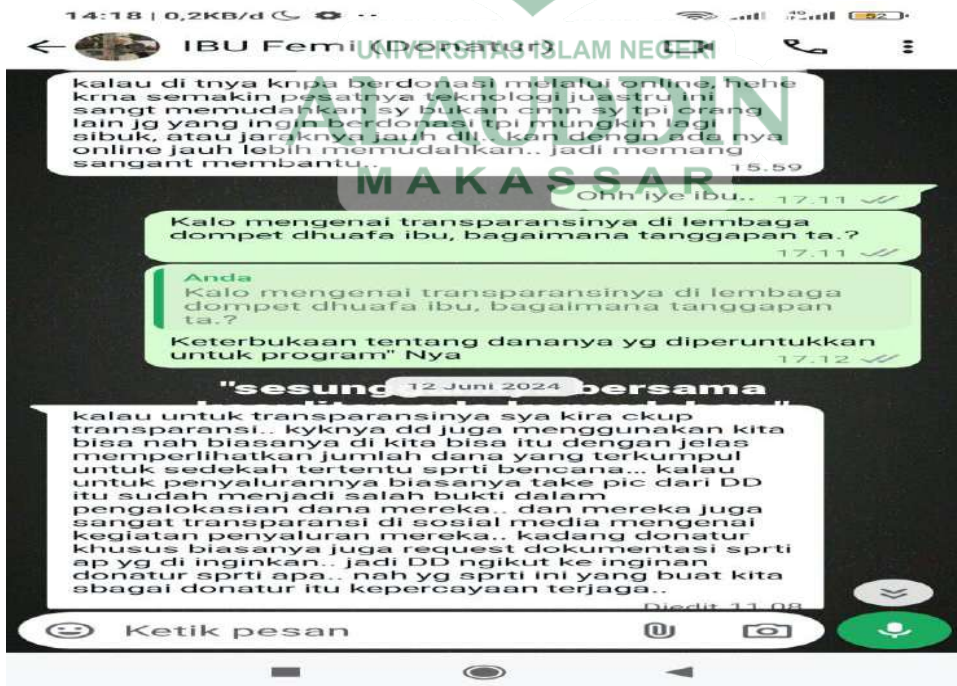 14:18 | 0,2KB/d
4G
52
IBU Femi (Donatur)
UNIVERSITAS ISLAM NEGERI
ALAUDDIN
MAKASSAR
kalau di tnya knp.. berdonasi melalui online, hehe
krna semakin pesatnya teknologi juastru ini
sangt memudahkan sy bukan cmn sy tpi orang
lain jg yang ingin berdonasi tpi mungkin lagi
sibuk, atau jaraknya jauh dll.. kan dengn ada nya
online jauh lebih memudahkan.. jadi memang
sangant membantu..
15.59
Ohh iye ibu.. 17.11
Kalo mengenai transparansinya di lembaga
dompet dhuafa ibu, bagaimana tanggapan ta.?
17.11
Anda
Kalo mengenai transparansinya di lembaga
dompet dhuafa ibu, bagaimana tanggapan
ta.?
Keterbukaan tentang dananya yg diperuntukkan
untuk program" Nya
17.12
"sesung bersama
12 Juni 2024
kalau untuk transparansinya sya kira ckup
transparansi.. kyknya dd juga menggunakan kita
bisa nah biasanya di kita bisa itu dengan jelas
memperlihatkan jumlah dana yang terkumpul
untuk sedekah tertentu sprti bencana... kalau
untuk penyalurannya biasanya take pic dari DD
itu sudah menjadi salah bukti dalam
pengalokasian dana mereka.. dan mereka juga
sangat transparansi di sosial media mengenai
kegiatan penyaluran mereka.. kadang donatur
khusus biasanya juga request dokumentasi sprti
ap yg di inginkan.. jadi DD ngikut ke inginan
donatur sprti apa.. nah yg sprti ini yang buat kita
sbagai donatur itu kepercayaan terjaga..
Diedit 11.08
Ketik pesan